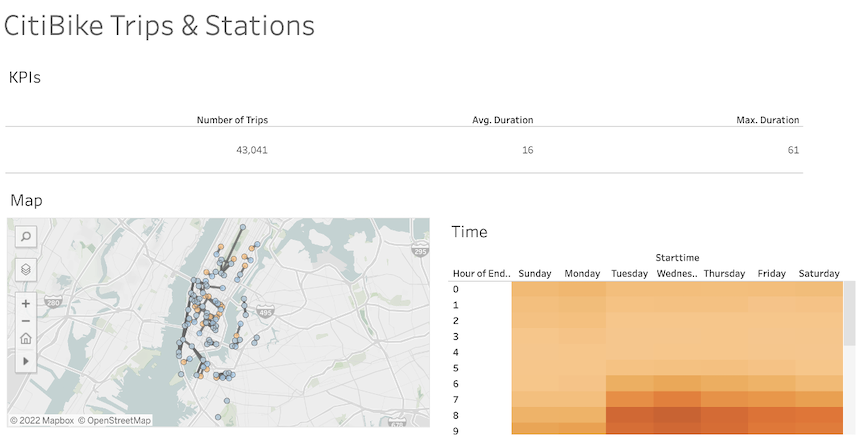 CitiBike Trips & Stations
KPIs
Number of Trips Avg. Duration Max. Duration
43,041 16 61
Map
280
495
295
678
© 2022 Mapbox © OpenStreetMap
Time
Starttime
Hour of End.. Sunday Monday Tuesday Wednes.. Thursday Friday Saturday
0
1
2
3
4
5
6
7
8
9